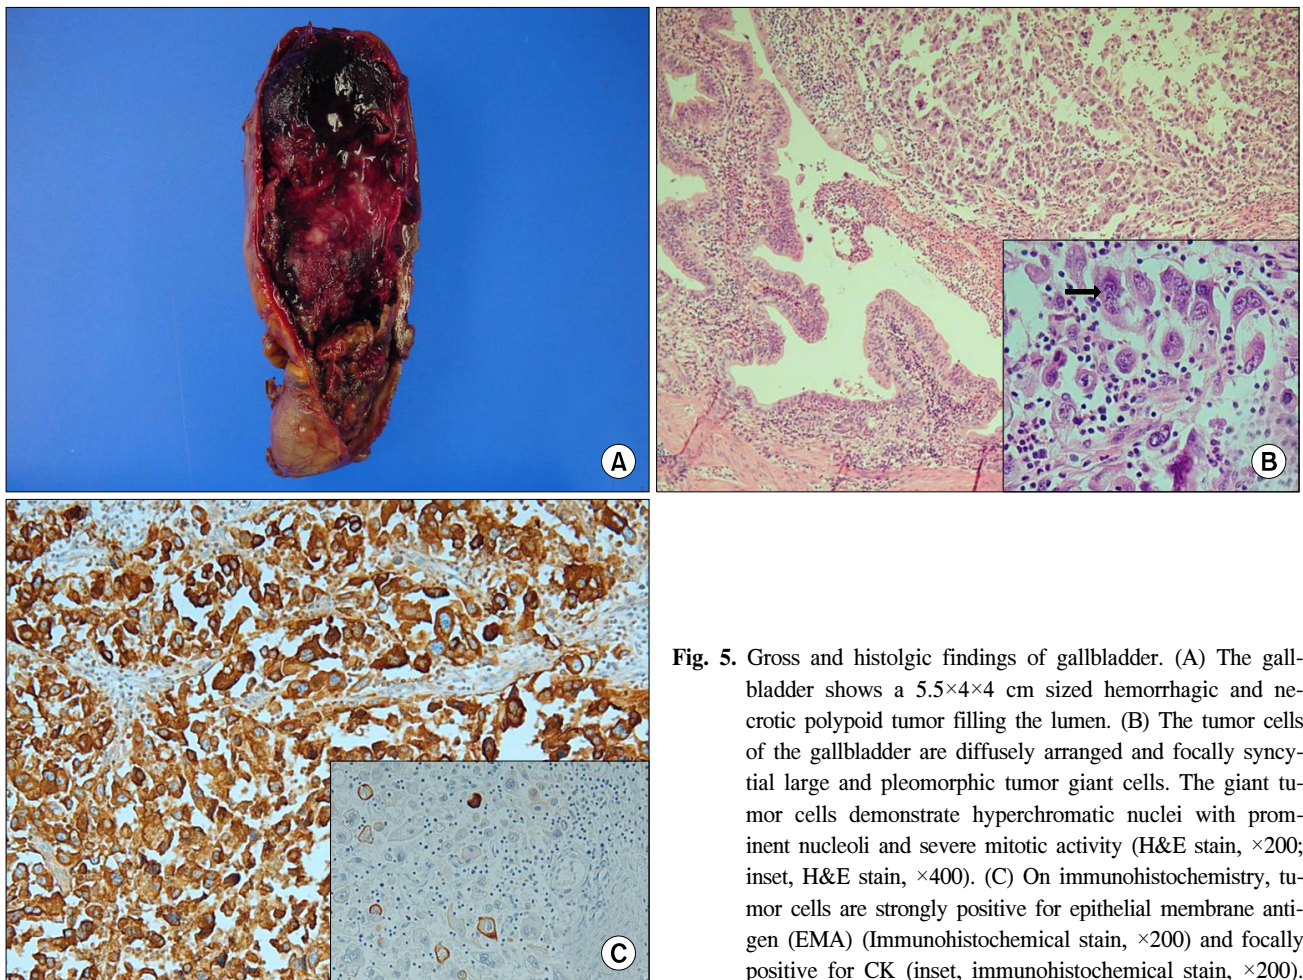 A
B
C
Fig. 5. Gross and histolgic findings of gallbladder. (A) The gall-
bladder shows a 5.5×4×4 cm sized hemorrhagic and ne-
crotic polypoid tumor filling the lumen. (B) The tumor cells
of the gallbladder are diffusely arranged and focally syncy-
tial large and pleomorphic tumor giant cells. The giant tu-
mor cells demonstrate hyperchromatic nuclei with prom-
inent nucleoli and severe mitotic activity (H&E stain, ×200;
inset, H&E stain, ×400). (C) On immunohistochemistry, tu-
mor cells are strongly positive for epithelial membrane anti-
gen (EMA) (Immunohistochemical stain, ×200) and focally
positive for CK (inset, immunohistochemical stain, ×200).